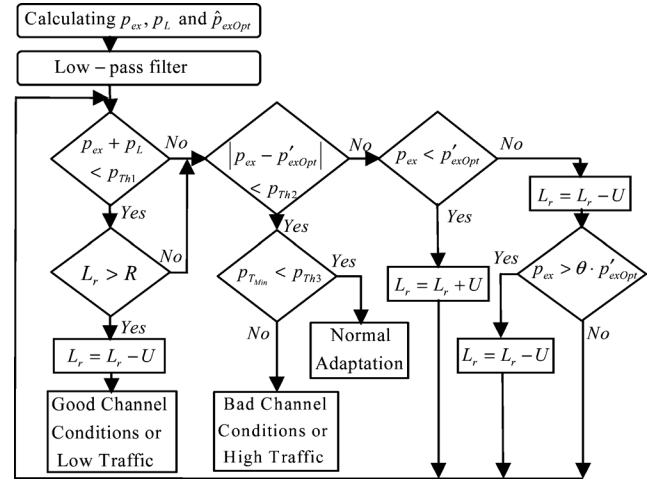 Calculating p_ex, p_L and p̂_exOpt
Low – pass filter
p_ex + p_L
< p_Th1
No
Yes
|p_ex − p′_exOpt|
< p_Th2
No
Yes
p_ex < p′_exOpt
No
Yes
L_r = L_r − U
L_r > R
No
Yes
p_T_Min < p_Th3
Yes
No
L_r = L_r + U
Yes
p_ex > θ · p′_exOpt
No
L_r = L_r − U
Normal
Adaptation
L_r = L_r − U
Good Channel
Conditions or
Low Traffic
Bad Channel
Conditions or
High Traffic